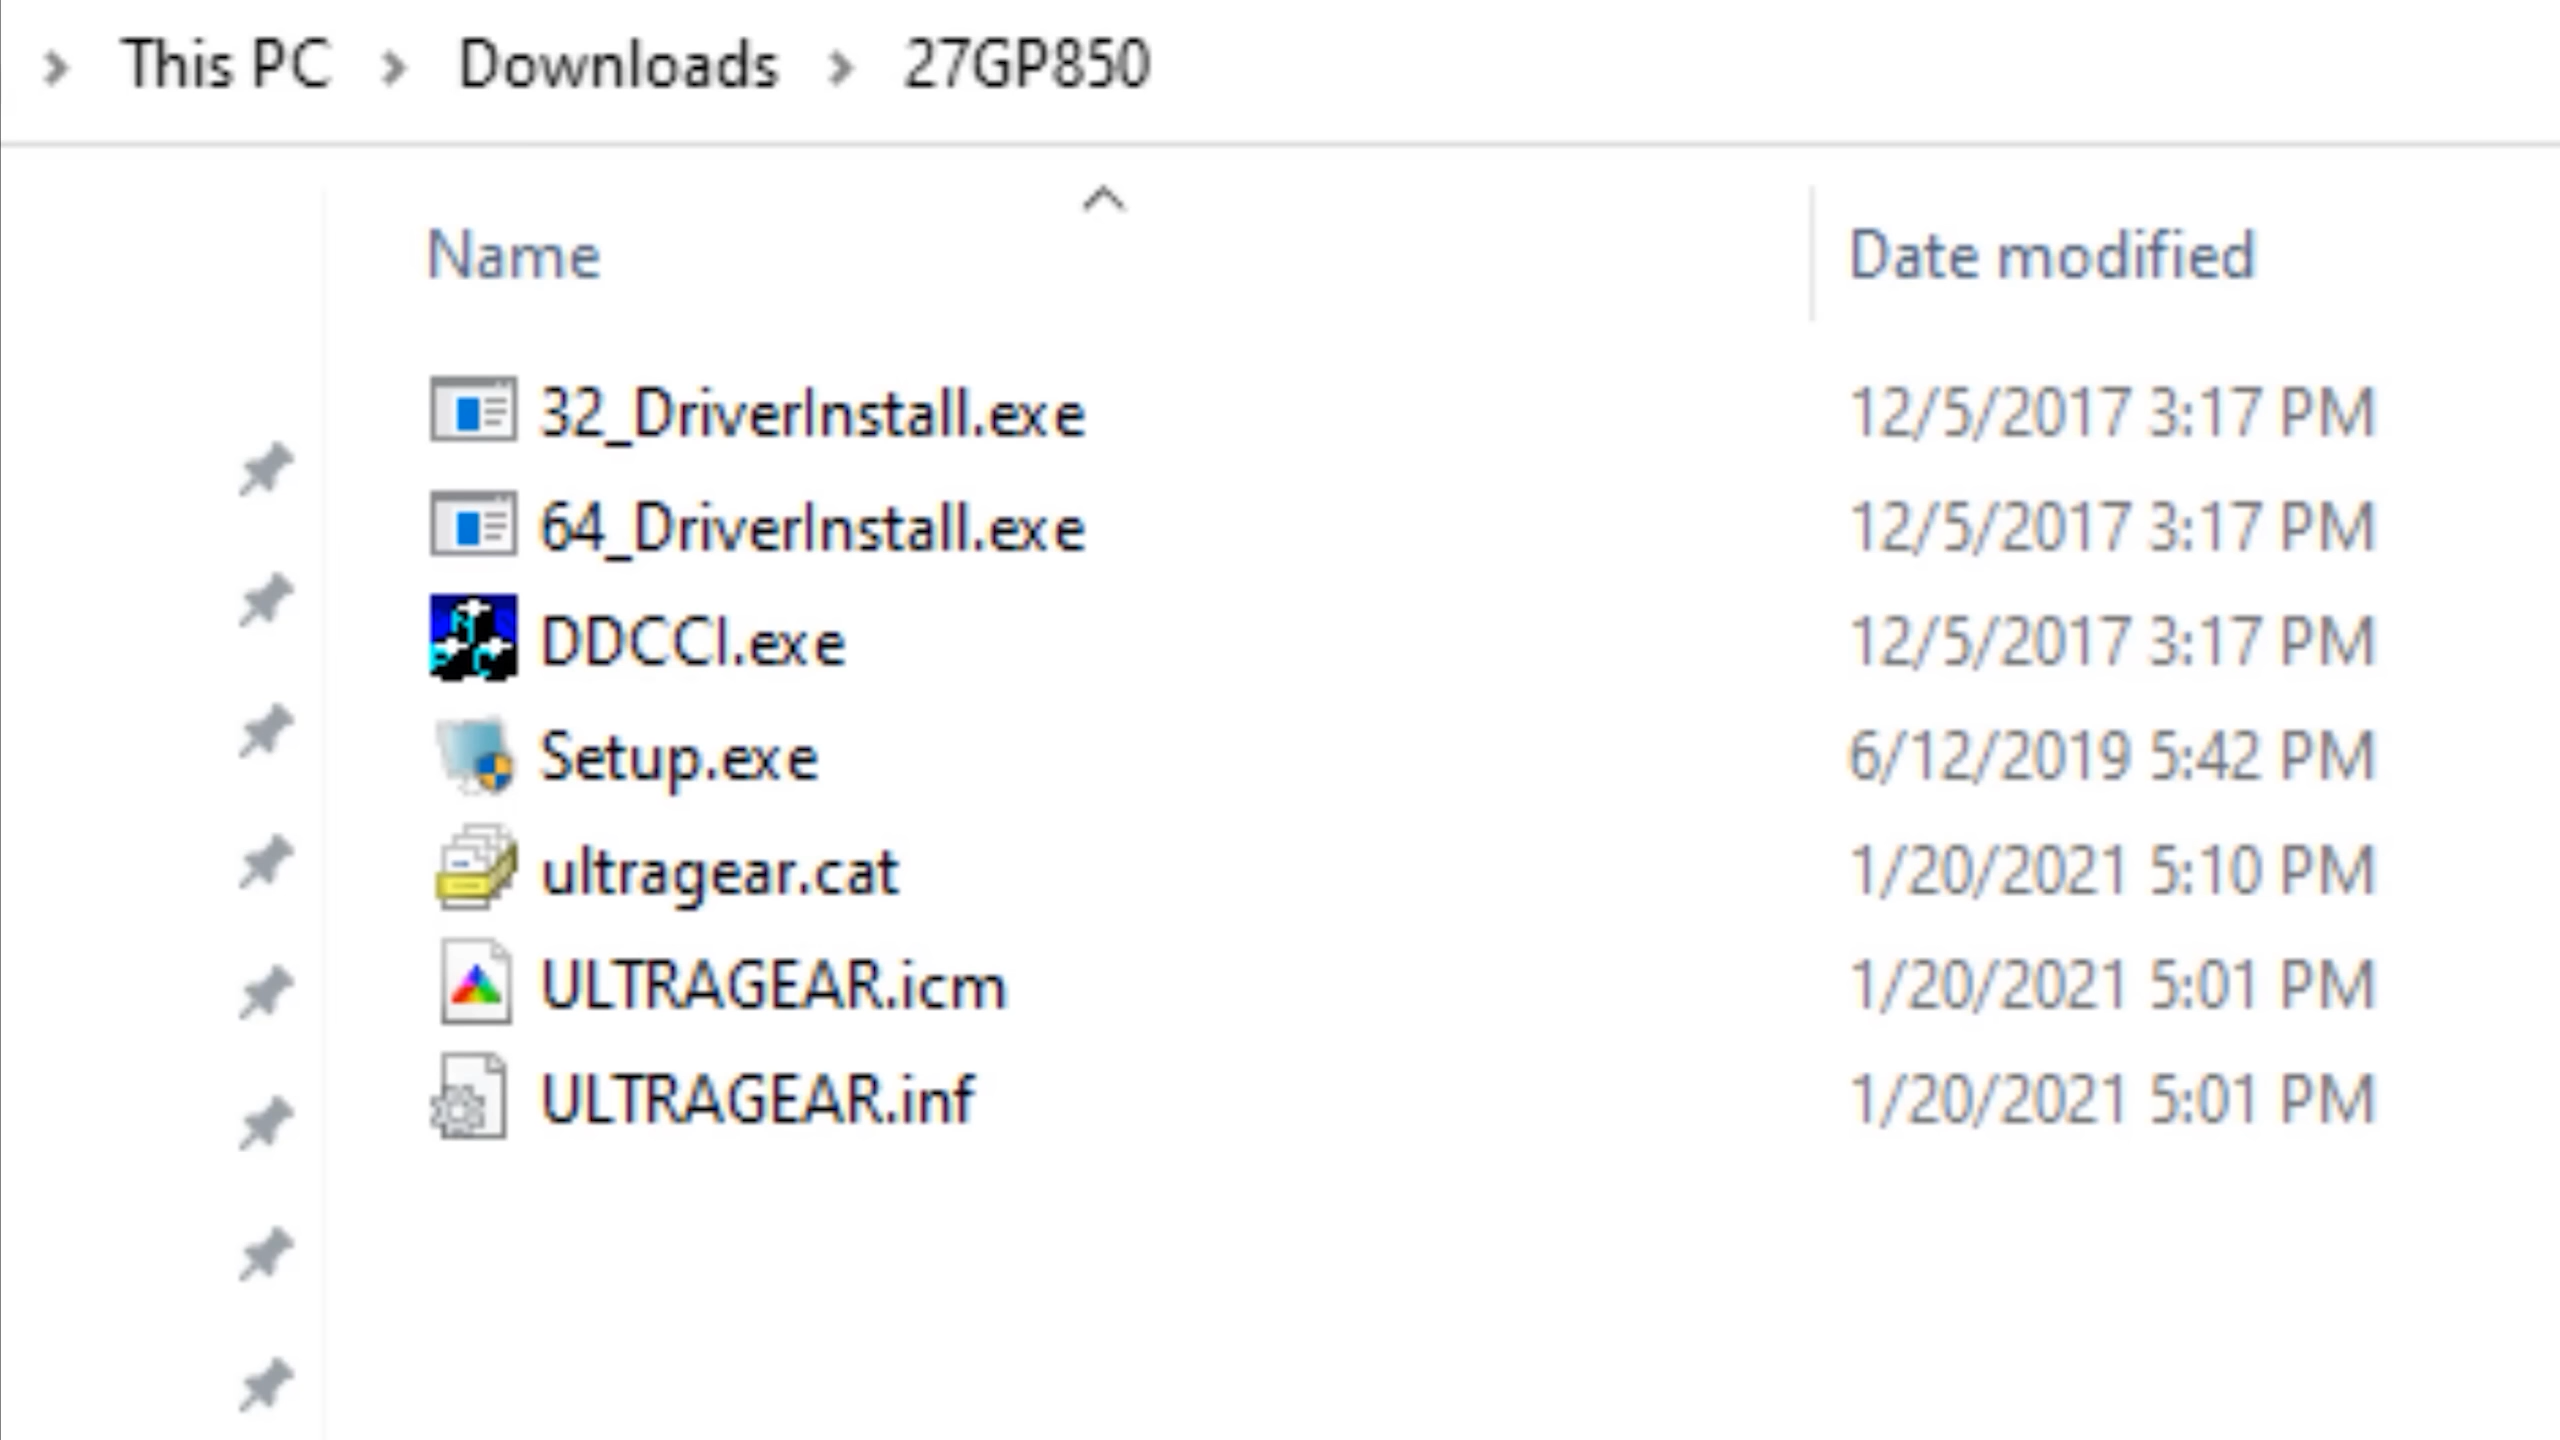 This PC Downloads 27GP850
Name Date modified
32_DriverInstall.exe 12/5/2017 3:17 PM
64_DriverInstall.exe 12/5/2017 3:17 PM
DDCCI.exe 12/5/2017 3:17 PM
Setup.exe 6/12/2019 5:42 PM
ultragear.cat 1/20/2021 5:10 PM
ULTRAGEAR.icm 1/20/2021 5:01 PM
ULTRAGEAR.inf 1/20/2021 5:01 PM